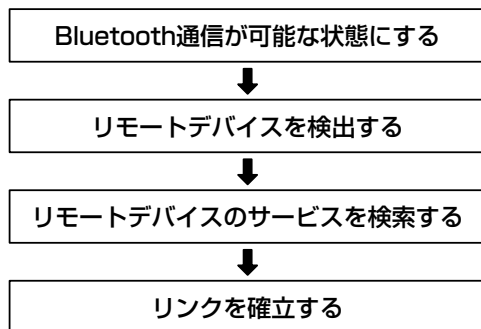 Bluetooth通信が可能な状態にする
リモートデバイスを検出する
リモートデバイスのサービスを検索する
リンクを確立する